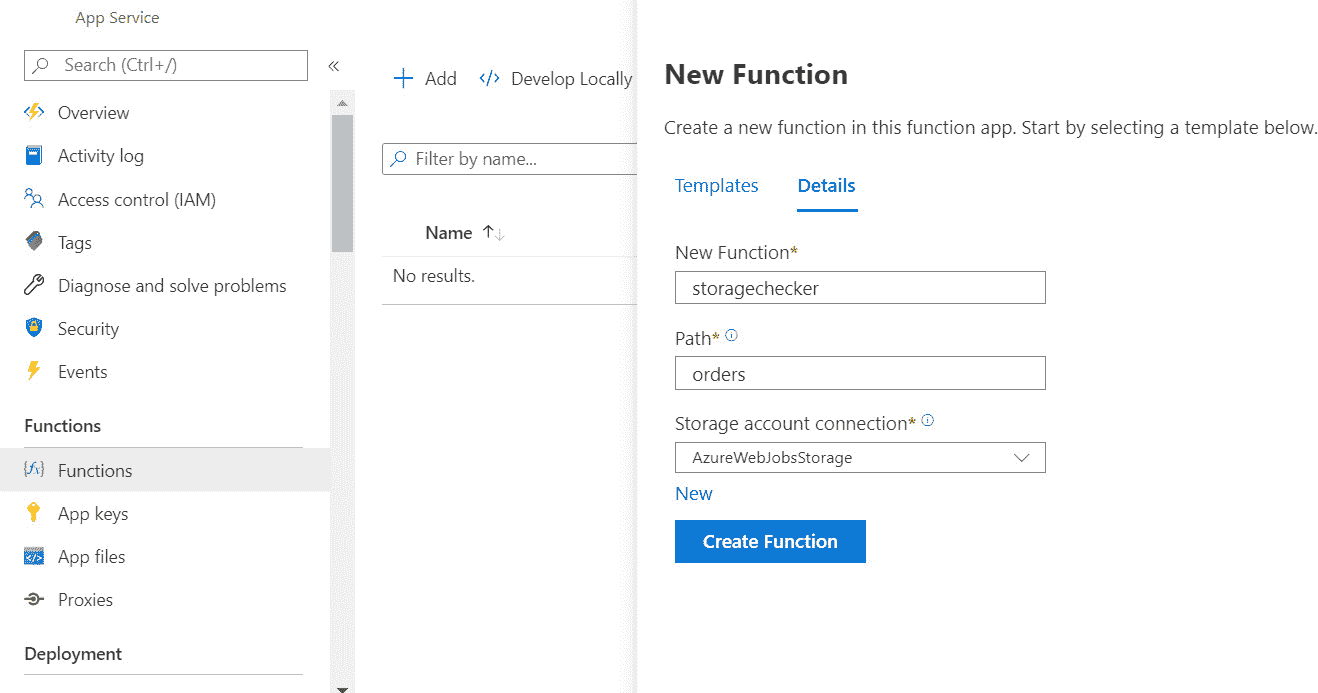 App Service
Search (Ctrl+/)
«
Overview
Activity log
Access control (IAM)
Tags
Diagnose and solve problems
Security
Events
Functions
Functions
App keys
App files
Proxies
Deployment
Add
Develop Locally
Filter by name...
Name
No results.
New Function
Create a new function in this function app. Start by selecting a template below.
Templates Details
New Function*
storagechecker
Path*
orders
Storage account connection*
AzureWebJobsStorage
New
Create Function